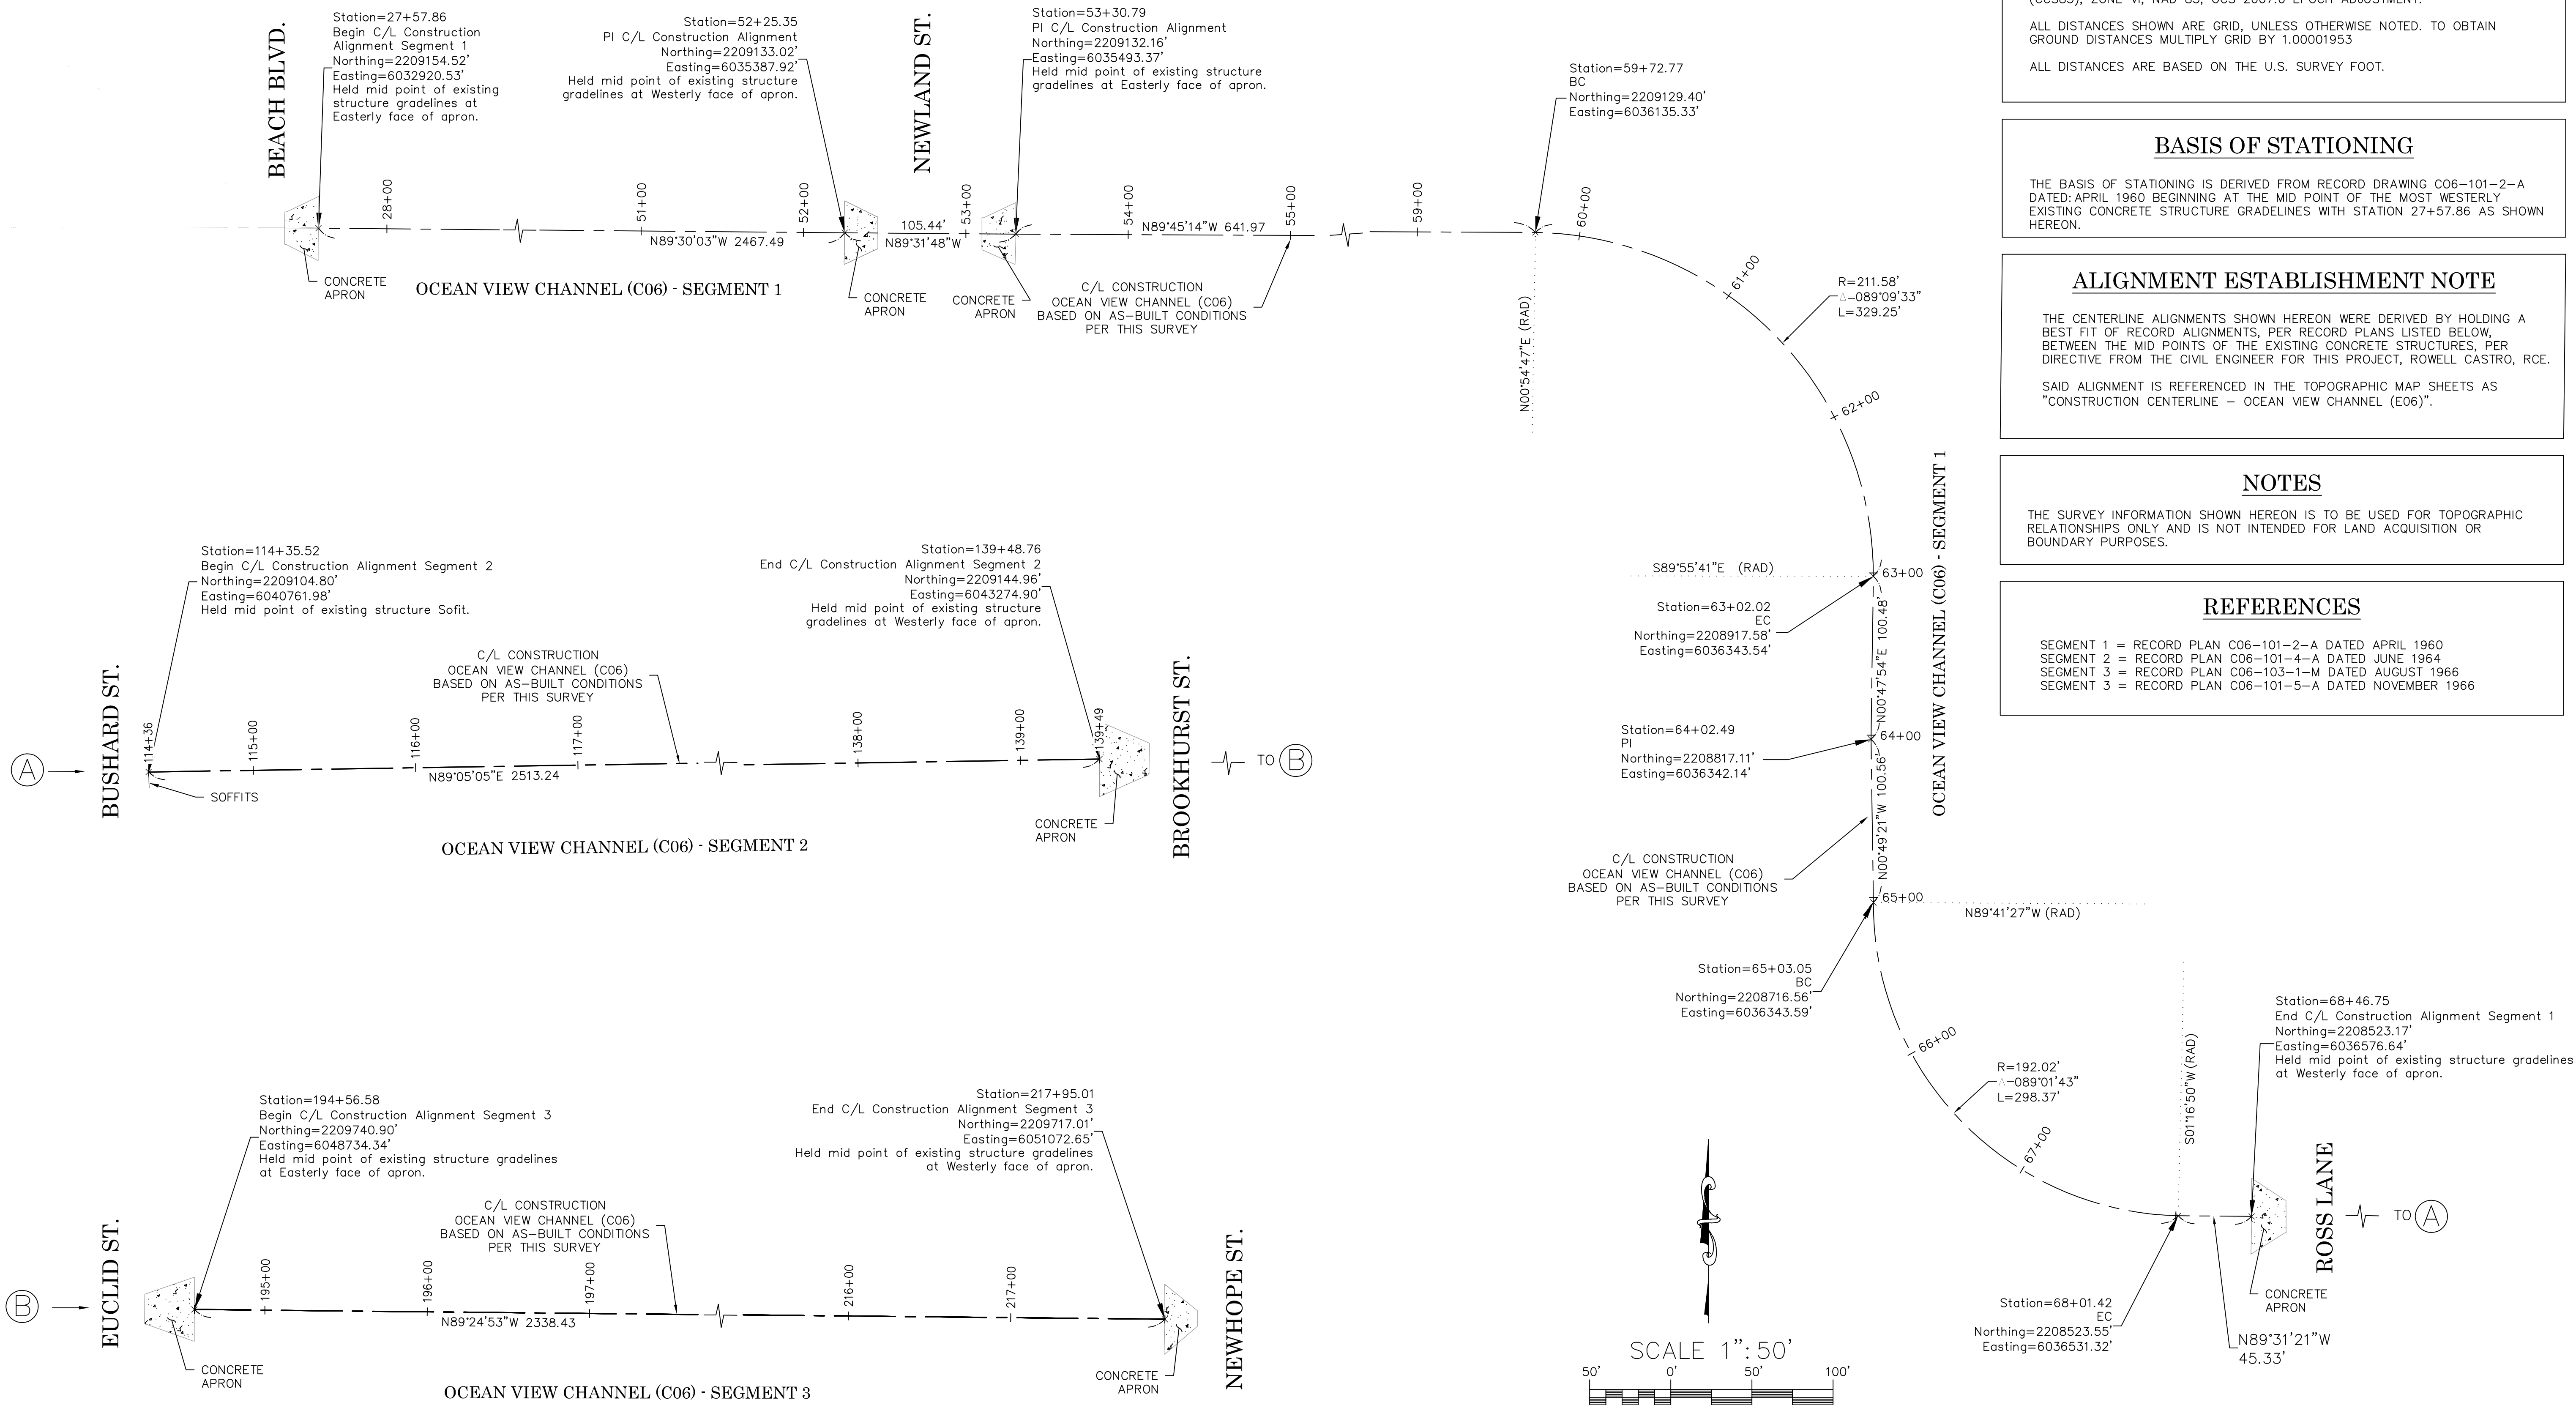 BEACH BLVD.
Station=27+57.86
Begin C/L Construction
Alignment Segment 1
Northing=2209154.52'
Easting=6032920.53'
Held mid point of existing
structure gradelines at
Easterly face of apron.
Station=52+25.35
PI C/L Construction Alignment
Northing=2209133.02'
Easting=6035387.92'
Held mid point of existing structure
gradelines at Westerly face of apron.
NEWLAND ST.
Station=53+30.79
PI C/L Construction Alignment
Northing=2209132.16'
Easting=6035493.37'
Held mid point of existing structure
gradelines at Easterly face of apron.
Station=59+72.77
BC
Northing=2209129.40'
Easting=6036135.33'
28+00
51+00
52+00
53+00
54+00
55+00
59+00
60+00
61+00
62+00
N89°30'03"W 2467.49
105.44'
N89°31'48"W
N89°45'14"W 641.97
CONCRETE
APRON
OCEAN VIEW CHANNEL (C06) - SEGMENT 1
CONCRETE
APRON
CONCRETE
APRON
C/L CONSTRUCTION
OCEAN VIEW CHANNEL (C06)
BASED ON AS-BUILT CONDITIONS
PER THIS SURVEY
N00°54'47"E (RAD)
R=211.58'
Δ=089°09'33"
L=329.25'
(CCS83), ZONE VI, NAD 83, OCS 2007.0 EPOCH ADJUSTMENT.
ALL DISTANCES SHOWN ARE GRID, UNLESS OTHERWISE NOTED. TO OBTAIN
GROUND DISTANCES MULTIPLY GRID BY 1.00001953
ALL DISTANCES ARE BASED ON THE U.S. SURVEY FOOT.
BASIS OF STATIONING
THE BASIS OF STATIONING IS DERIVED FROM RECORD DRAWING C06-101-2-A
DATED: APRIL 1960 BEGINNING AT THE MID POINT OF THE MOST WESTERLY
EXISTING CONCRETE STRUCTURE GRADELINES WITH STATION 27+57.86 AS SHOWN
HEREON.
ALIGNMENT ESTABLISHMENT NOTE
THE CENTERLINE ALIGNMENTS SHOWN HEREON WERE DERIVED BY HOLDING A
BEST FIT OF RECORD ALIGNMENTS, PER RECORD PLANS LISTED BELOW,
BETWEEN THE MID POINTS OF THE EXISTING CONCRETE STRUCTURES, PER
DIRECTIVE FROM THE CIVIL ENGINEER FOR THIS PROJECT, ROWELL CASTRO, RCE.
SAID ALIGNMENT IS REFERENCED IN THE TOPOGRAPHIC MAP SHEETS AS
"CONSTRUCTION CENTERLINE - OCEAN VIEW CHANNEL (E06)".
NOTES
THE SURVEY INFORMATION SHOWN HEREON IS TO BE USED FOR TOPOGRAPHIC
RELATIONSHIPS ONLY AND IS NOT INTENDED FOR LAND ACQUISITION OR
BOUNDARY PURPOSES.
REFERENCES
SEGMENT 1 = RECORD PLAN C06-101-2-A DATED APRIL 1960
SEGMENT 2 = RECORD PLAN C06-101-4-A DATED JUNE 1964
SEGMENT 3 = RECORD PLAN C06-103-1-M DATED AUGUST 1966
SEGMENT 3 = RECORD PLAN C06-101-5-A DATED NOVEMBER 1966
Station=114+35.52
Begin C/L Construction Alignment Segment 2
Northing=2209104.80'
Easting=6040761.98'
Held mid point of existing structure Sofit.
Station=139+48.76
End C/L Construction Alignment Segment 2
Northing=2209144.96'
Easting=6043274.90'
Held mid point of existing structure
gradelines at Westerly face of apron.
C/L CONSTRUCTION
OCEAN VIEW CHANNEL (C06)
BASED ON AS-BUILT CONDITIONS
PER THIS SURVEY
A
BUSHARD ST.
114+36
115+00
116+00
117+00
138+00
139+00
139+49
N89°05'05"E 2513.24
SOFFITS
CONCRETE
APRON
BROOKHURST ST.
TO B
OCEAN VIEW CHANNEL (C06) - SEGMENT 2
S89°55'41"E (RAD)
63+00
Station=63+02.02
EC
Northing=2208917.58'
Easting=6036343.54'
N00°47'54"E 100.48'
OCEAN VIEW CHANNEL (C06) - SEGMENT 1
Station=64+02.49
PI
Northing=2208817.11'
Easting=6036342.14'
64+00
N00°49'21"W 100.56'
C/L CONSTRUCTION
OCEAN VIEW CHANNEL (C06)
BASED ON AS-BUILT CONDITIONS
PER THIS SURVEY
65+00
N89°41'27"W (RAD)
Station=65+03.05
BC
Northing=2208716.56'
Easting=6036343.59'
66+00
R=192.02'
Δ=089°01'43"
L=298.37'
67+00
S01°16'50"W (RAD)
Station=68+46.75
End C/L Construction Alignment Segment 1
Northing=2208523.17'
Easting=6036576.64'
Held mid point of existing structure gradelines
at Westerly face of apron.
ROSS LANE
TO A
CONCRETE
APRON
Station=68+01.42
EC
Northing=2208523.55'
Easting=6036531.32'
N89°31'21"W
45.33'
Station=194+56.58
Begin C/L Construction Alignment Segment 3
Northing=2209740.90'
Easting=6048734.34'
Held mid point of existing structure gradelines
at Easterly face of apron.
Station=217+95.01
End C/L Construction Alignment Segment 3
Northing=2209717.01'
Easting=6051072.65'
Held mid point of existing structure gradelines
at Westerly face of apron.
C/L CONSTRUCTION
OCEAN VIEW CHANNEL (C06)
BASED ON AS-BUILT CONDITIONS
PER THIS SURVEY
B
EUCLID ST.
195+00
196+00
197+00
216+00
217+00
N89°24'53"W 2338.43
NEWHOPE ST.
CONCRETE
APRON
CONCRETE
APRON
OCEAN VIEW CHANNEL (C06) - SEGMENT 3
SCALE 1":50'
50' 0' 50' 100'